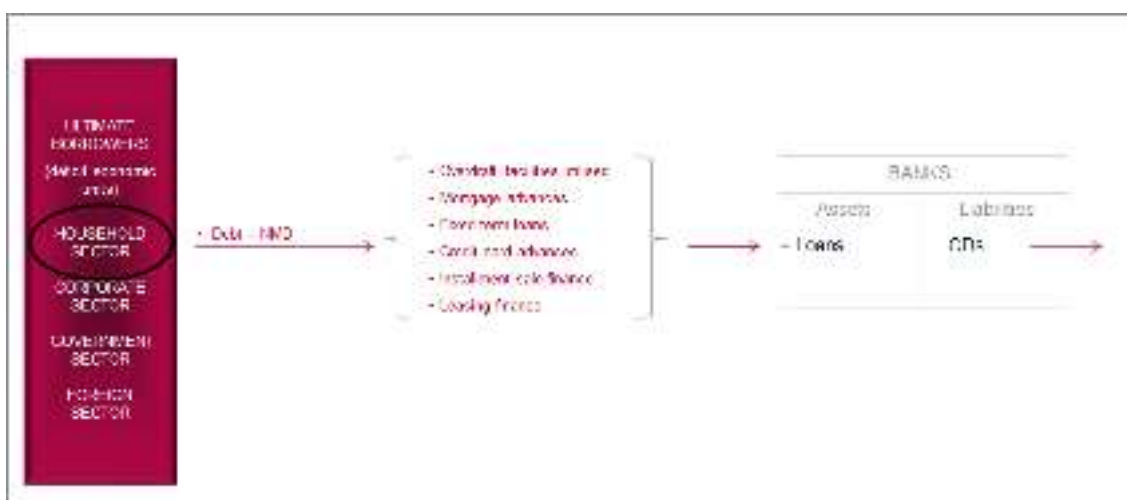 ULTIMATE
BORROWERS
(deficit economic
units)
HOUSEHOLD
SECTOR
CORPORATE
SECTOR
GOVERNMENT
SECTOR
FOREIGN
SECTOR
• Debt – NMD
• Overdraft facilities utilised
• Mortgage advances
• Fixed-term loans
• Credit card advances
• Installment sale finance
• Leasing finance
BANKS
Assets Liabilities
- Loans CDs